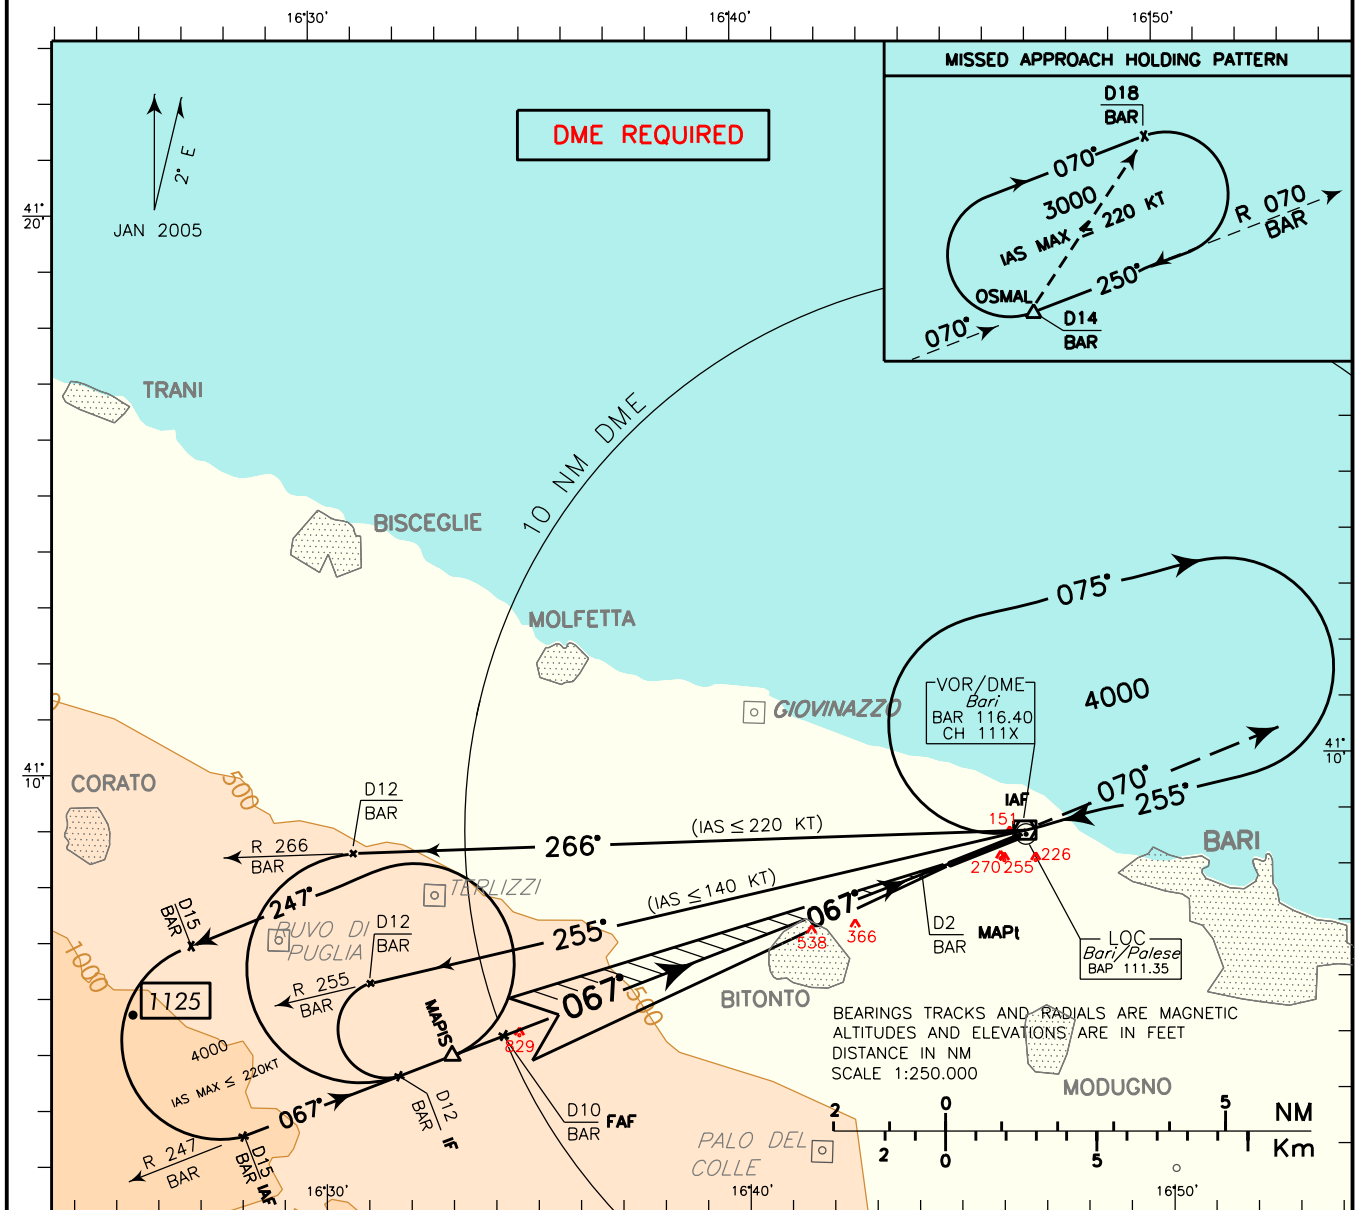 16°30' 16°40' 16°50'
MISSED APPROACH HOLDING PATTERN
D18
BAR
070°
3000
IAS MAX ≤ 220 KT
R 070
BAR
250°
OSMAL
D14
BAR
070°
DME REQUIRED
2° E
JAN 2005
41°
20'
TRANI
10 NM DME
BISCEGLIE
MOLFETTA
075°
4000
VOR/DME
Bari
BAR 116.40
CH 111X
GIOVINAZZO
41°
10'
41°
10'
CORATO
500
D12
BAR
070°
255°
IAF
151
(IAS ≤ 220 KT)
266°
R 266
BAR
BARI
270 255 226
TERLIZZI
(IAS ≤ 140 KT)
247°
D15
BAR
RUVO DI
PUGLIA
D12
BAR
255°
067°
538
366
D2
BAR
MAPt
LOC
Bari/Palese
BAP 111.35
1000
R 255
BAR
1125
MAPIS
067°
500
BITONTO
829
4000
IAS MAX ≤ 220KT
BEARINGS TRACKS AND RADIALS ARE MAGNETIC
ALTITUDES AND ELEVATIONS ARE IN FEET
DISTANCE IN NM
SCALE 1:250.000
MODUGNO
067°
D12
BAR
IF
D10
BAR
FAF
2 0 5 NM
2 0 5 Km
R 247
BAR
D15
BAR
IAF
PALO DEL
COLLE
16°30' 16°40' 16°50'